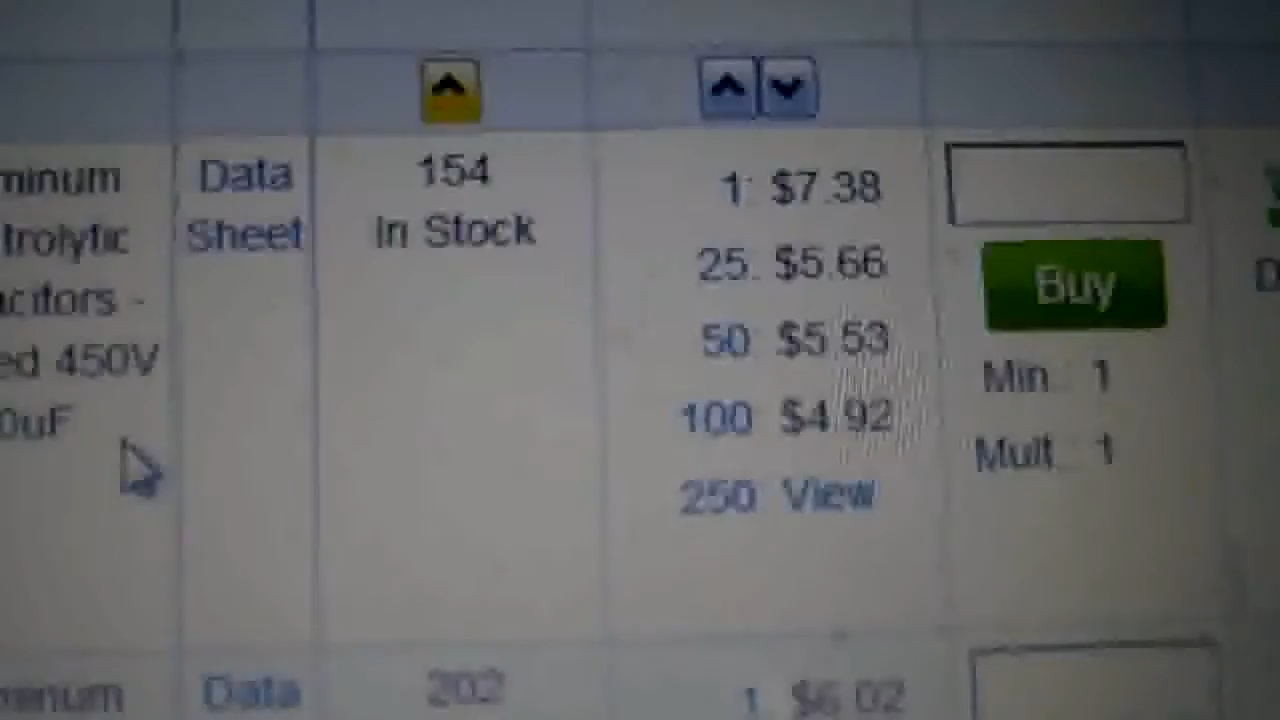 minum
trolytic
acitors -
ed 450V
0uF
Data
Sheet
154
In Stock
1: $7.38
25: $5.66
50: $5.53
100: $4.92
250: View
Buy
Min.: 1
Mult.: 1
minum
Data
202
1: $6.02